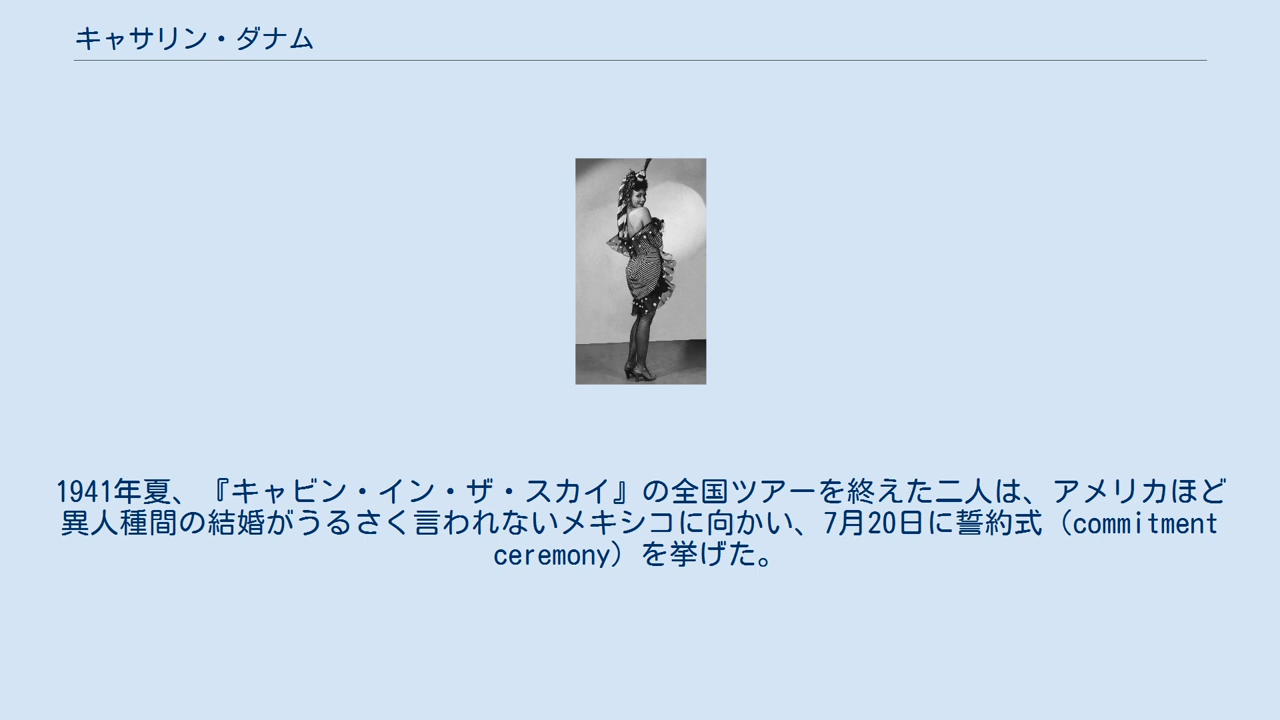 キャサリン・ダナム
1941年夏、『キャビン・イン・ザ・スカイ』の全国ツアーを終えた二人は、アメリカほど
異人種間の結婚がうるさく言われないメキシコに向かい、7月20日に誓約式（commitment
ceremony）を挙げた。